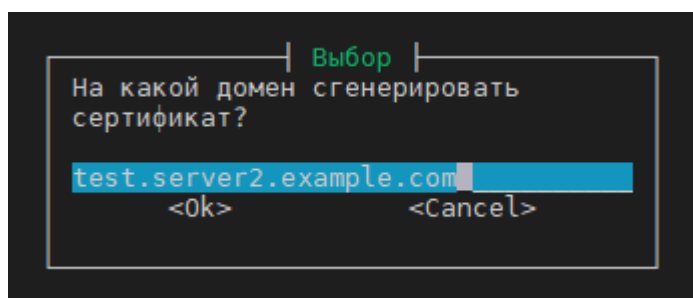 Выбор
На какой домен сгенерировать
сертификат?
test.server2.example.com
<Ok> <Cancel>